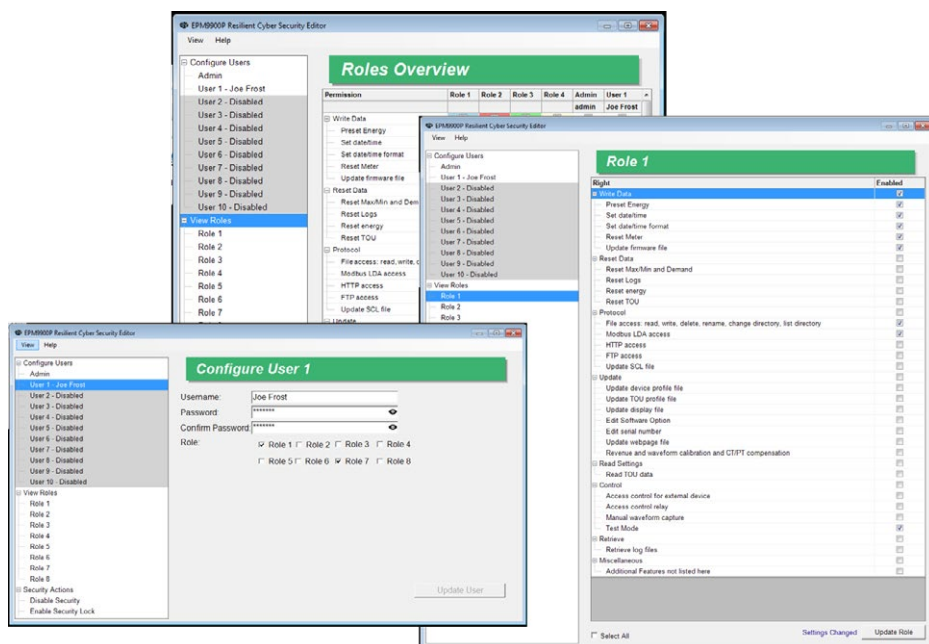 EPM9900P Resilient Cyber Security Editor
View Help
Configure Users
Admin
User 1 - Joe Frost
User 2 - Disabled
User 3 - Disabled
User 4 - Disabled
User 5 - Disabled
User 6 - Disabled
User 7 - Disabled
User 8 - Disabled
User 9 - Disabled
User 10 - Disabled
View Roles
Role 1
Role 2
Role 3
Role 4
Role 5
Role 6
Role 7
Roles Overview
Permission Role 1 Role 2 Role 3 Role 4 Admin User 1
admin Joe Frost
Write Data
Preset Energy
Set date/time
Set date/time format
Reset Meter
Update firmware file
Reset Data
Reset Max/Min and Dem
Reset Logs
Reset energy
Reset TOU
Protocol
File access: read, write, d
Modbus LDA access
HTTP access
FTP access
Update SCL file
Update
EPM9900P Resilient Cyber Security Editor
View Help
Configure Users
Admin
User 1 - Joe Frost
User 2 - Disabled
User 3 - Disabled
User 4 - Disabled
User 5 - Disabled
User 6 - Disabled
User 7 - Disabled
User 8 - Disabled
User 9 - Disabled
User 10 - Disabled
View Roles
Role 1
Role 2
Role 3
Role 1
Right Enabled
Write Data
Preset Energy
Set date/time
Set date/time format
Reset Meter
Update firmware file
Reset Data
Reset Max/Min and Demand
Reset Logs
Reset energy
Reset TOU
Protocol
File access: read, write, delete, rename, change directory, list directory
Modbus LDA access
HTTP access
FTP access
Update SCL file
Update
Update device profile file
Update TOU profile file
Update display file
Edit Software Option
Edit serial number
Update webpage file
Revenue and waveform calibration and CT/PT compensation
Read Settings
Read TOU data
Control
Access control for external device
Access control relay
Manual waveform capture
Test Mode
Retrieve
Retrieve log files
Miscellaneous
Additional Features not listed here
Select All
Settings Changed Update Role
EPM9900P Resilient Cyber Security Editor
View Help
Configure Users
Admin
User 1 - Joe Frost
User 2 - Disabled
User 3 - Disabled
User 4 - Disabled
User 5 - Disabled
User 6 - Disabled
User 7 - Disabled
User 8 - Disabled
User 9 - Disabled
User 10 - Disabled
View Roles
Role 1
Role 2
Role 3
Role 4
Role 5
Role 6
Role 7
Role 8
Security Actions
Disable Security
Enable Security Lock
Configure User 1
Username: Joe Frost
Password: *******
Confirm Password: *******
Role: Role 1 Role 2 Role 3 Role 4
Role 5 Role 6 Role 7 Role 8
Update User